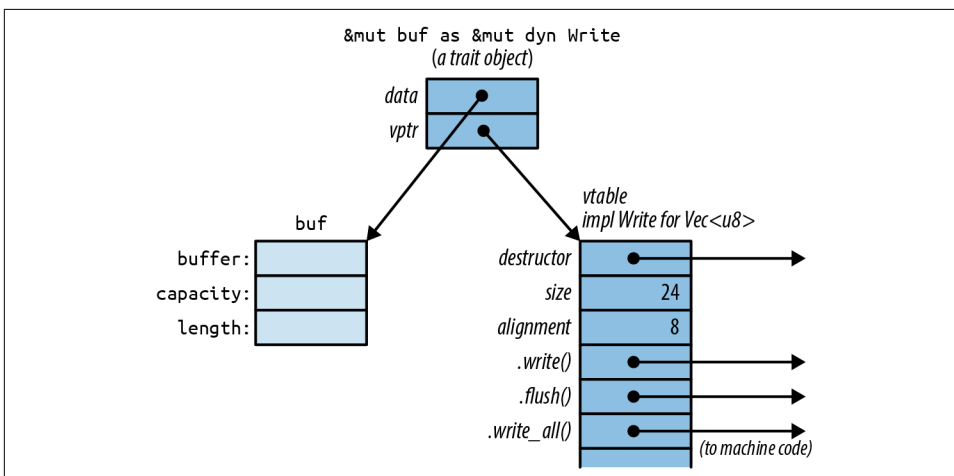 &mut buf as &mut dyn Write
(a trait object)
data
vptr
buf
buffer:
capacity:
length:
vtable
impl Write for Vec<u8>
destructor
size 24
alignment 8
.write()
.flush()
.write_all()
(to machine code)